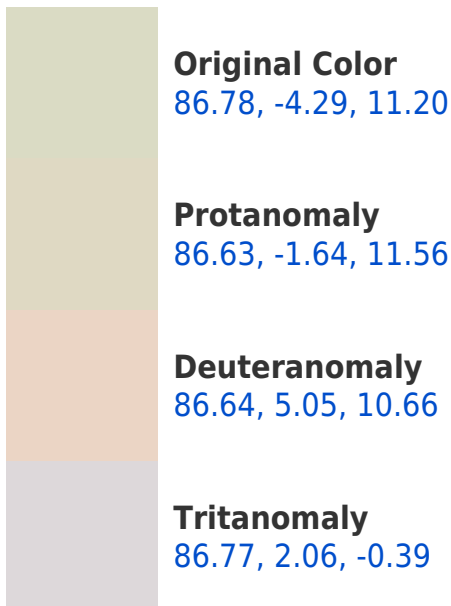 Original Color
86.78, -4.29, 11.20
Protanomaly
86.63, -1.64, 11.56
Deuteranomaly
86.64, 5.05, 10.66
Tritanomaly
86.77, 2.06, -0.39